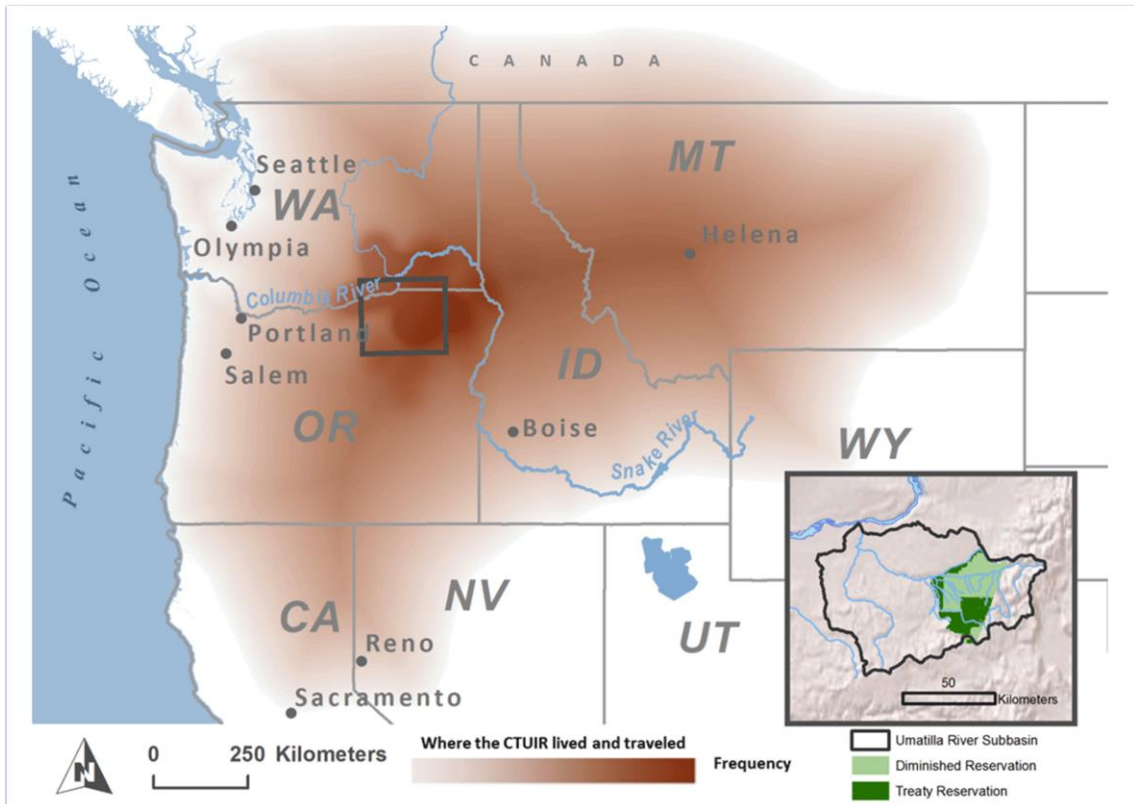 C A N A D A
MT
Seattle
WA
Helena
Olympia
Columbia River
Portland
Salem
ID
OR
Boise
Snake River
WY
Pacific Ocean
NV
CA
UT
Reno
Sacramento
50
Kilometers
N
0 250 Kilometers
Where the CTUIR lived and traveled
Frequency
Umatilla River Subbasin
Diminished Reservation
Treaty Reservation